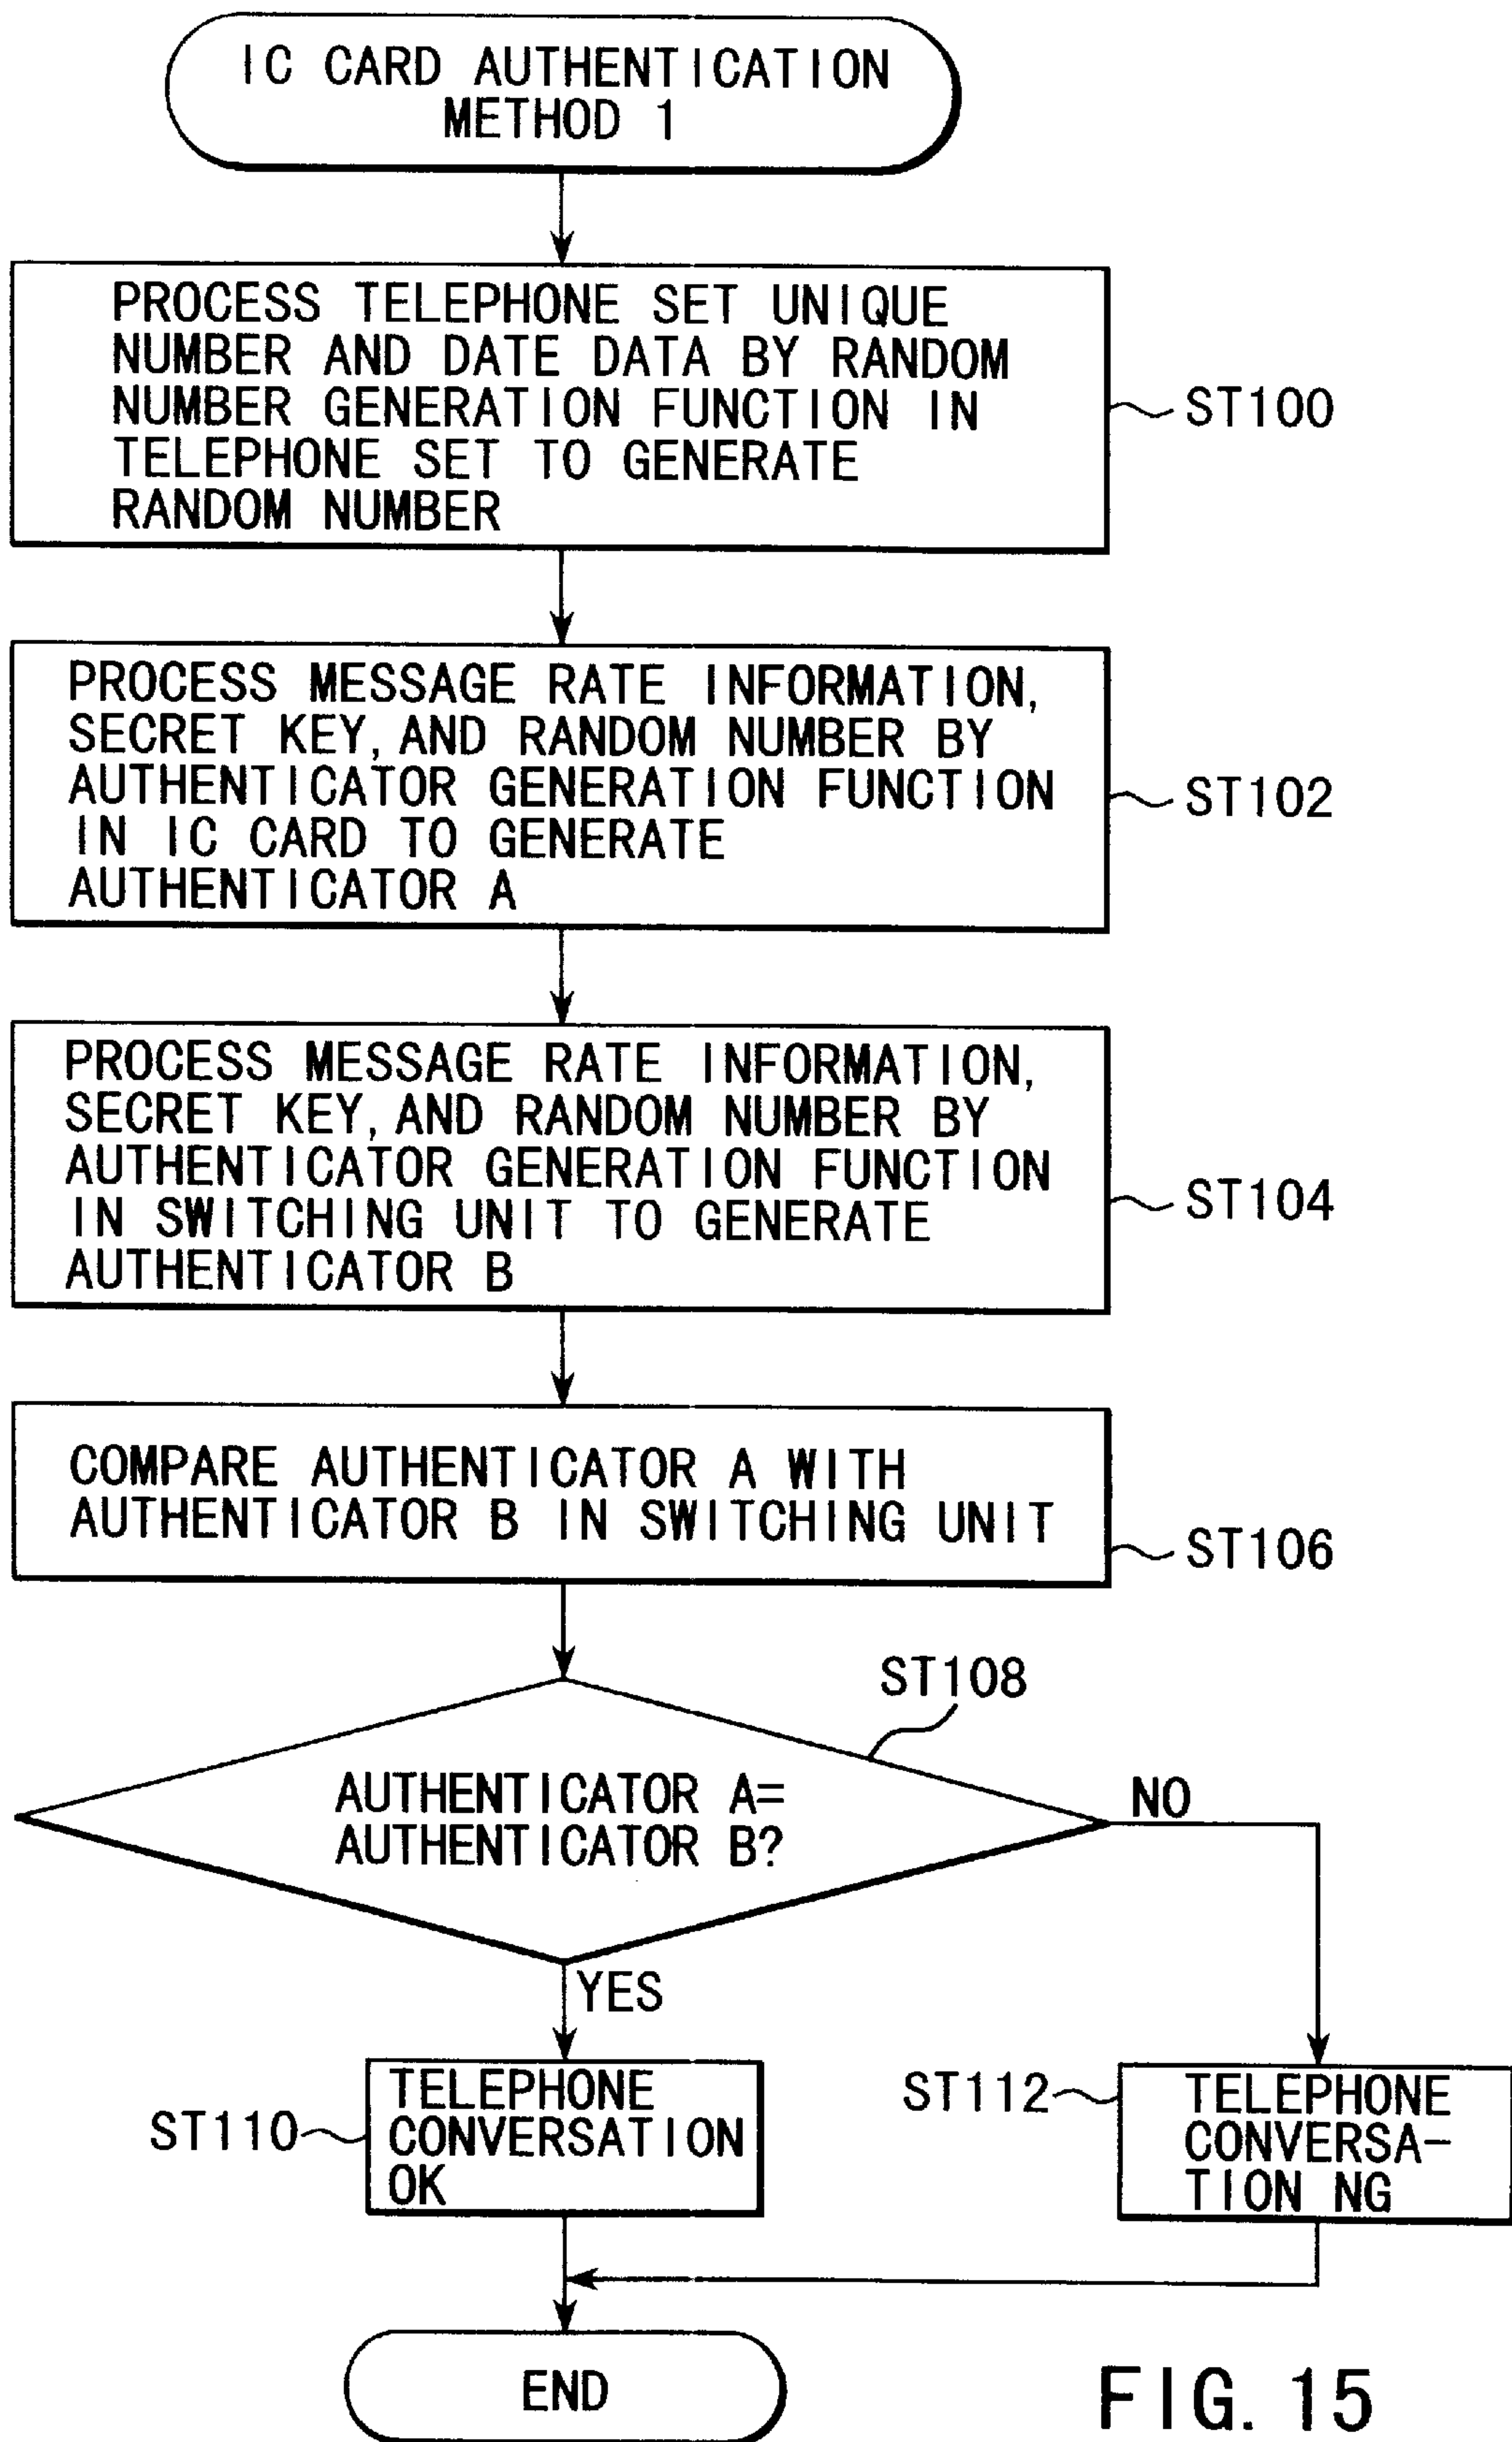 IC CARD AUTHENTICATION
METHOD 1
PROCESS TELEPHONE SET UNIQUE
NUMBER AND DATE DATA BY RANDOM
NUMBER GENERATION FUNCTION IN
TELEPHONE SET TO GENERATE
RANDOM NUMBER
ST100
PROCESS MESSAGE RATE INFORMATION,
SECRET KEY, AND RANDOM NUMBER BY
AUTHENTICATOR GENERATION FUNCTION
IN IC CARD TO GENERATE
AUTHENTICATOR A
ST102
PROCESS MESSAGE RATE INFORMATION,
SECRET KEY, AND RANDOM NUMBER BY
AUTHENTICATOR GENERATION FUNCTION
IN SWITCHING UNIT TO GENERATE
AUTHENTICATOR B
ST104
COMPARE AUTHENTICATOR A WITH
AUTHENTICATOR B IN SWITCHING UNIT
ST106
ST108
AUTHENTICATOR A=
AUTHENTICATOR B?
NO
YES
ST110
TELEPHONE
CONVERSATION
OK
ST112
TELEPHONE
CONVERSA-
TION NG
END
FIG. 15